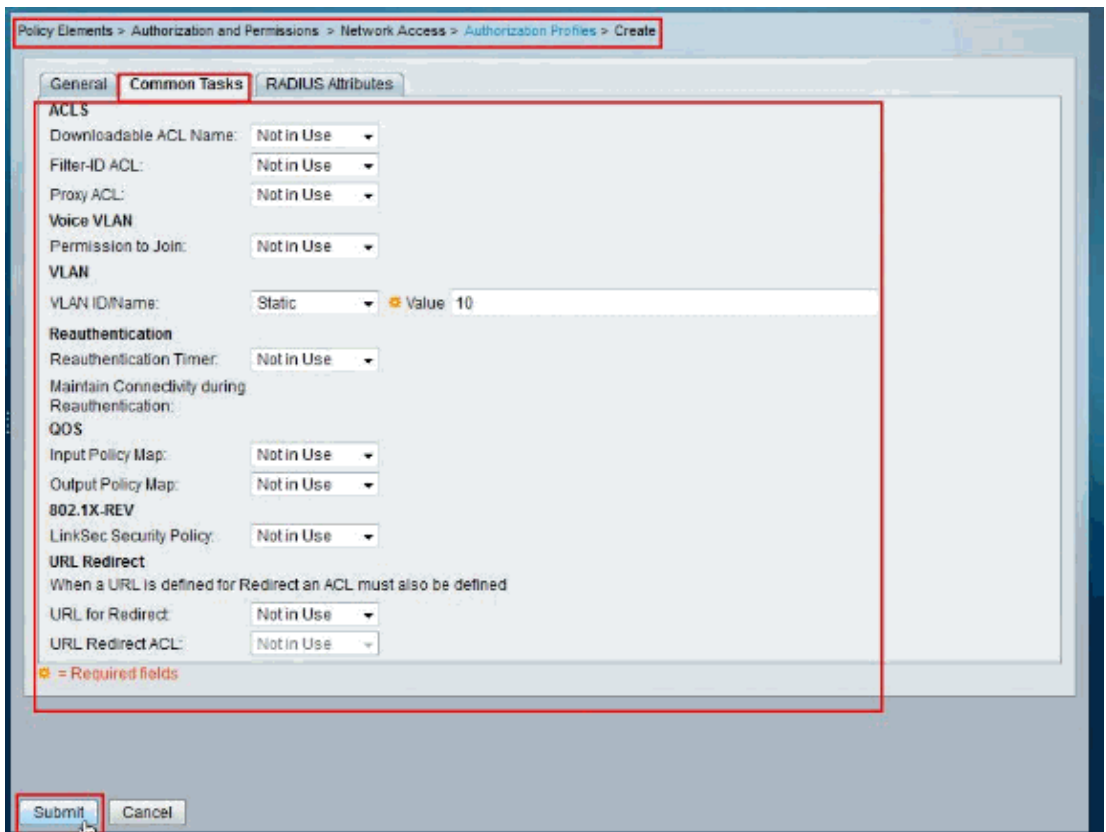 Policy Elements > Authorization and Permissions > Network Access > Authorization Profiles > Create
General Common Tasks RADIUS Attributes
ACLS
Downloadable ACL Name: Not in Use
Filter-ID ACL: Not in Use
Proxy ACL: Not in Use
Voice VLAN
Permission to Join: Not in Use
VLAN
VLAN ID/Name: Static Value 10
Reauthentication
Reauthentication Timer: Not in Use
Maintain Connectivity during
Reauthentication:
QOS
Input Policy Map: Not in Use
Output Policy Map: Not in Use
802.1X-REV
LinkSec Security Policy: Not in Use
URL Redirect
When a URL is defined for Redirect an ACL must also be defined
URL for Redirect: Not in Use
URL Redirect ACL: Not in Use
= Required fields
Submit Cancel